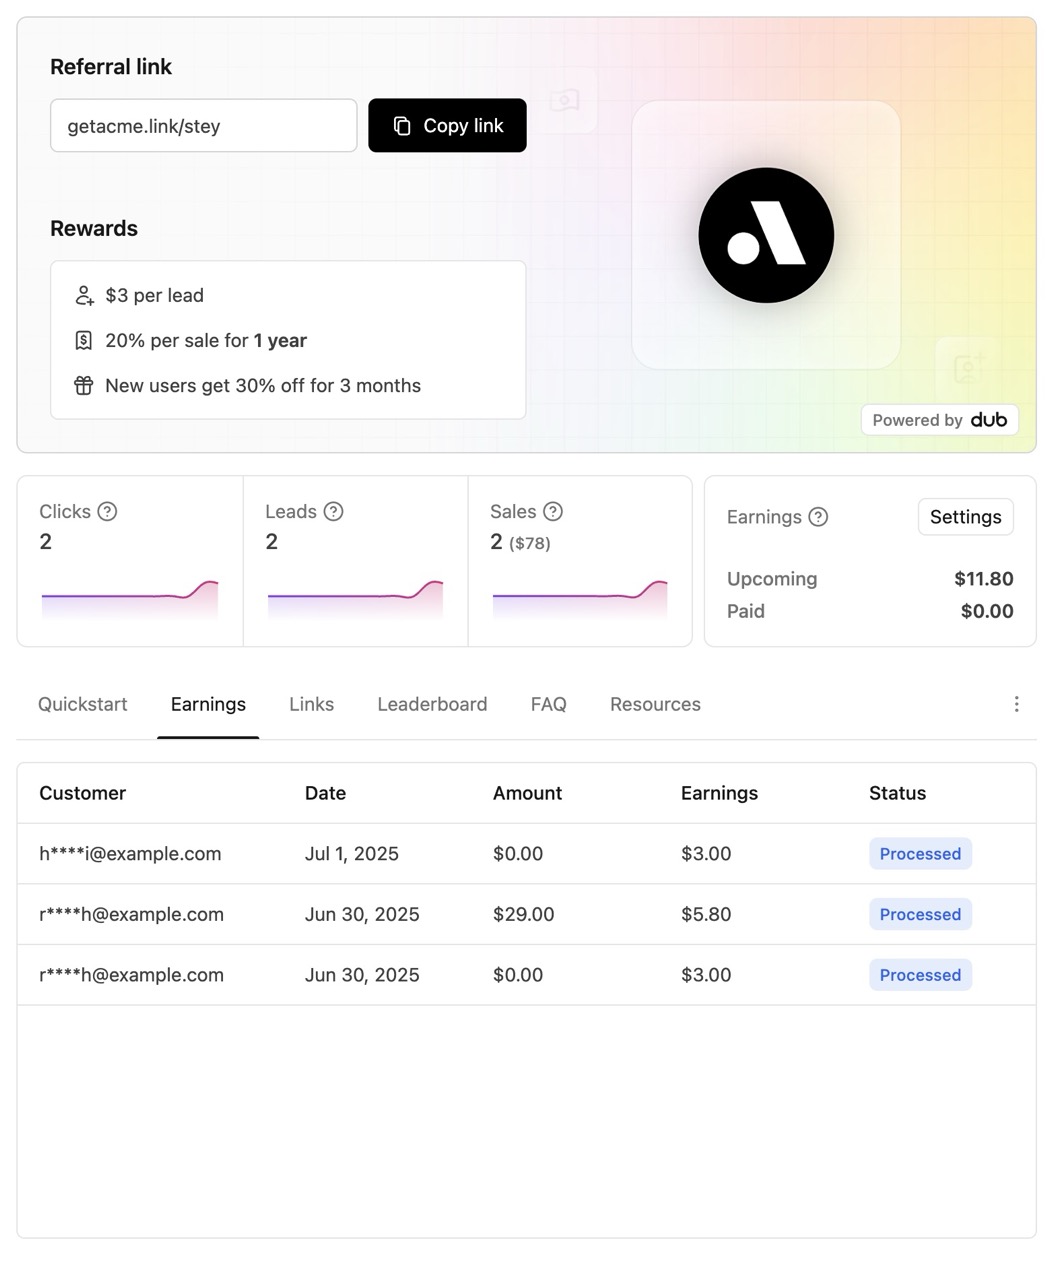 Referral link
getacme.link/stey
Copy link
Rewards
$3 per lead
20% per sale for 1 year
New users get 30% off for 3 months
Powered by dub
Clicks
2
Leads
2
Sales
2 ($78)
Earnings
Settings
Upcoming $11.80
Paid $0.00
Quickstart Earnings Links Leaderboard FAQ Resources
Customer Date Amount Earnings Status
h****i@example.com Jul 1, 2025 $0.00 $3.00 Processed
r****h@example.com Jun 30, 2025 $29.00 $5.80 Processed
r****h@example.com Jun 30, 2025 $0.00 $3.00 Processed